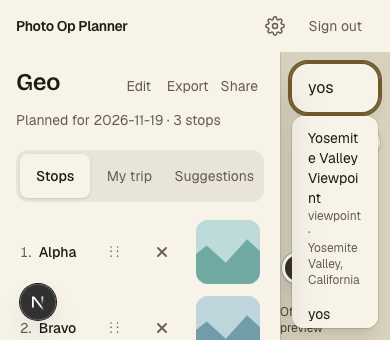 Photo Op Planner
Sign out
Geo
Edit Export Share
Planned for 2026-11-19 · 3 stops
Stops My trip Suggestions
1. Alpha
2. Bravo
N
yos
Yosemit
e Valley
Viewpoi
nt
viewpoint
·
Yosemite
Valley,
California
yos
preview